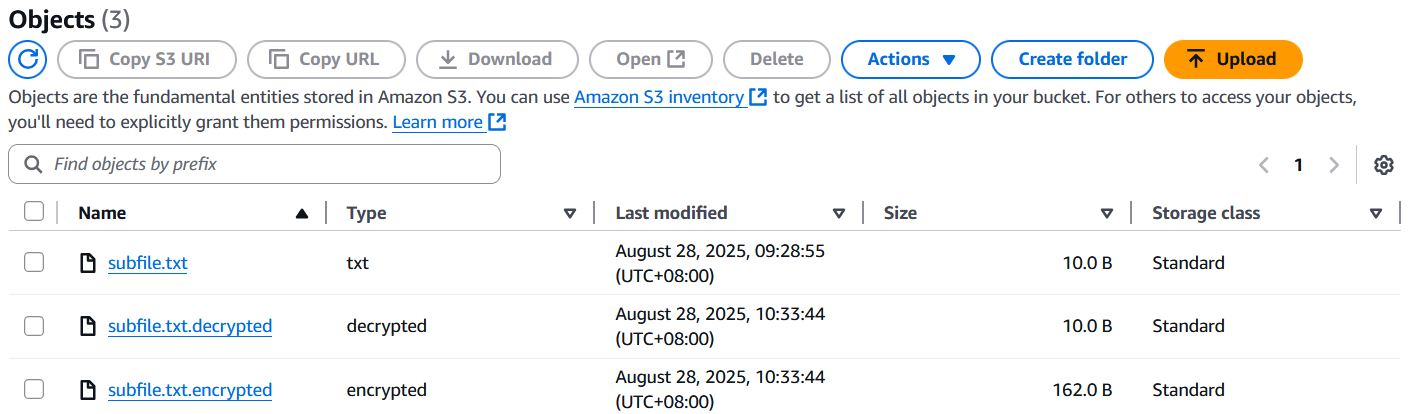 Objects (3)
Copy S3 URI Copy URL Download Open Delete Actions Create folder Upload
Objects are the fundamental entities stored in Amazon S3. You can use Amazon S3 inventory to get a list of all objects in your bucket. For others to access your objects,
you'll need to explicitly grant them permissions. Learn more
Find objects by prefix 1
Name Type Last modified Size Storage class
subfile.txt txt August 28, 2025, 09:28:55 (UTC+08:00) 10.0 B Standard
subfile.txt.decrypted decrypted August 28, 2025, 10:33:44 (UTC+08:00) 10.0 B Standard
subfile.txt.encrypted encrypted August 28, 2025, 10:33:44 (UTC+08:00) 162.0 B Standard